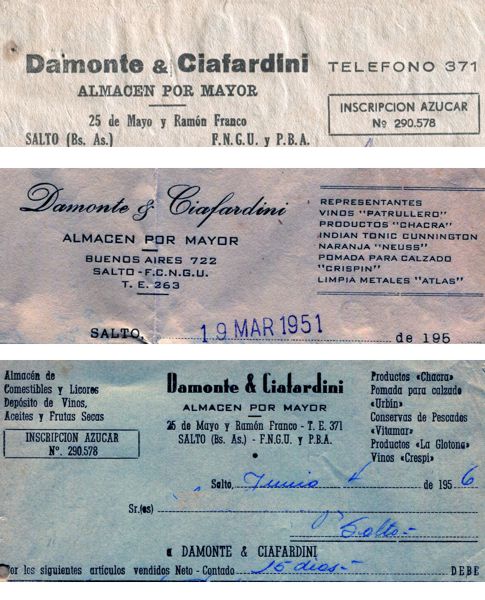 Damonte & Ciafardini TELEFONO 371
ALMACEN POR MAYOR
INSCRIPCION AZUCAR
Nº 290.578
25 de Mayo y Ramón Franco
SALTO (Bs. As.) F.N.G.U. y P.B.A.
Damonte & Ciafardini
ALMACEN POR MAYOR
BUENOS AIRES 722
SALTO - F.C.N.G.U.
T. E. 263
REPRESENTANTES
VINOS "PATRULLERO"
PRODUCTOS "CHACRA"
INDIAN TONIC CUNNINGTON
NARANJA "NEUSS"
POMADA PARA CALZADO
"CRISPIN"
LIMPIA METALES "ATLAS"
SALTO, 19 MAR 1951 de 195
Almacén de
Comestibles y Licores
Depósito de Vinos,
Aceites y Frutas Secas
INSCRIPCION AZUCAR
Nº. 290.578
Damonte & Ciafardini
ALMACEN POR MAYOR
25 de Mayo y Ramón Franco - T. E. 371
SALTO (Bs. As) - F.N.G.U. y P.B.A.
Productos «Chacra»
Pomada para calzado
«Urbin»
Conservas de Pescados
«Vitamar»
Productos «La Glotona»
Vinos «Crespi»
Salto, Junio 4 de 1956
Sr.(es)
Salto.-
a DAMONTE & CIAFARDINI
Por los siguientes artículos vendidos Neto - Contado 15 días.- DEBE